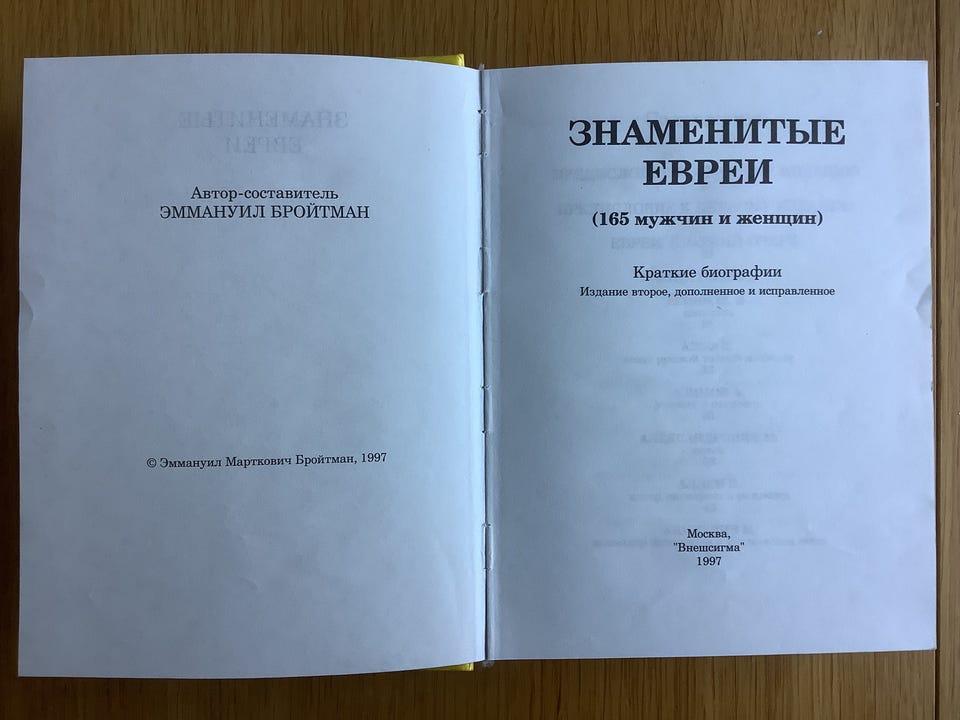 Автор-составитель
ЭММАНУИЛ БРОЙТМАН
© Эммануил Марткович Бройтман, 1997
ЗНАМЕНИТЫЕ
ЕВРЕИ
(165 мужчин и женщин)
Краткие биографии
Издание второе, дополненное и исправленное
Москва,
"Внешсигма"
1997